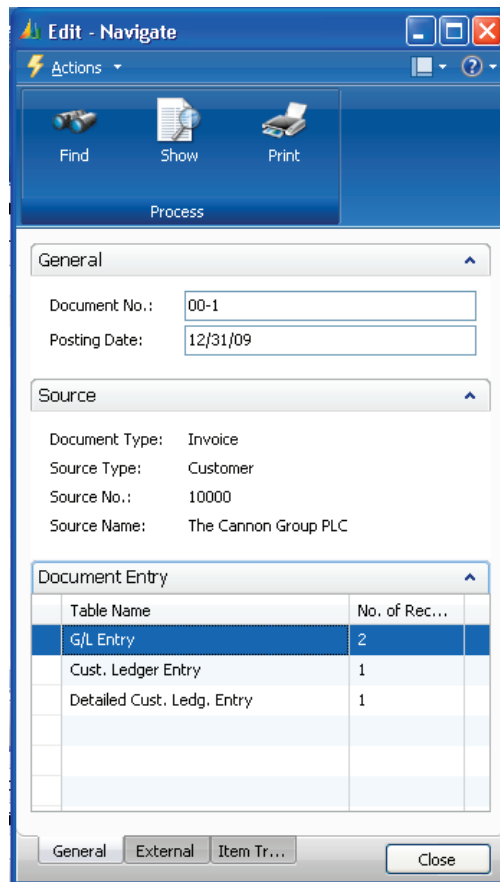 Edit - Navigate
Actions
Find Show Print
Process
General
Document No.: 00-1
Posting Date: 12/31/09
Source
Document Type: Invoice
Source Type: Customer
Source No.: 10000
Source Name: The Cannon Group PLC
Document Entry
Table Name No. of Rec...
G/L Entry 2
Cust. Ledger Entry 1
Detailed Cust. Ledg. Entry 1
General External Item Tr... Close